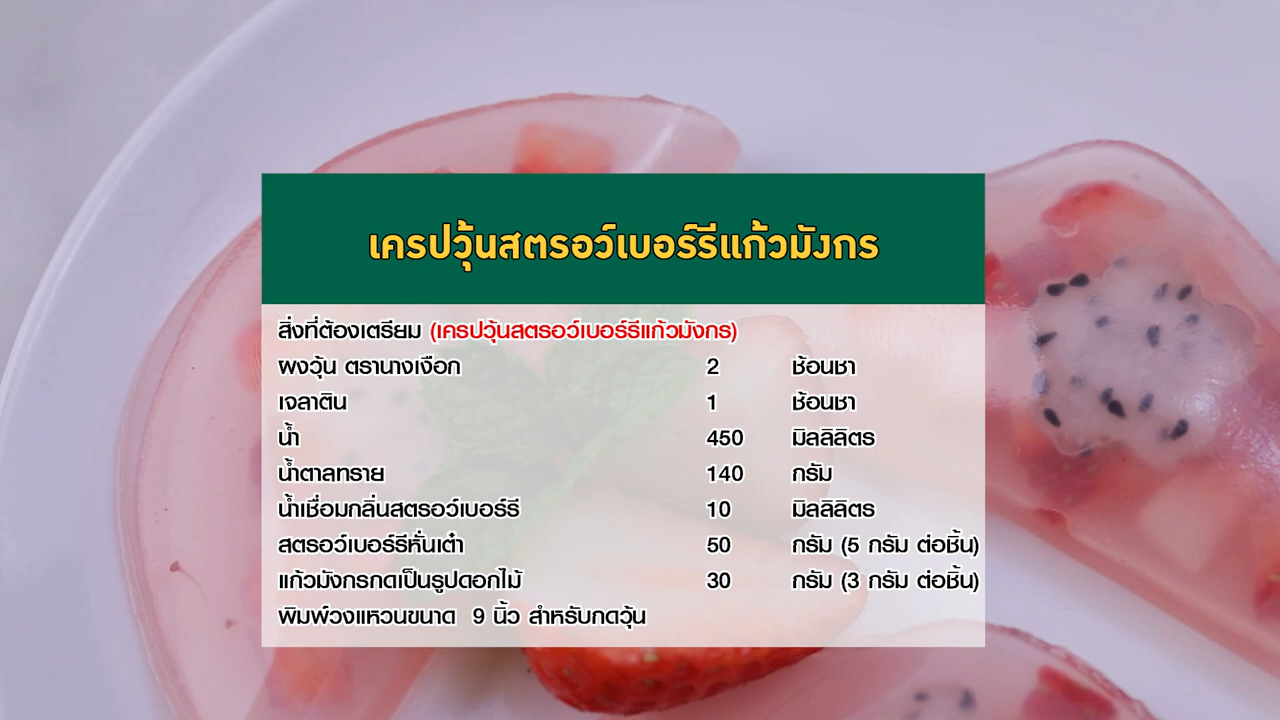 เครปวุ้นสตรอว์เบอร์รีแก้วมังกร
สิ่งที่ต้องเตรียม (เครปวุ้นสตรอว์เบอร์รีแก้วมังกร)
ผงวุ้น ตรานางเงือก 2 ช้อนชา
เจลาติน 1 ช้อนชา
น้ำ 450 มิลลิลิตร
น้ำตาลทราย 140 กรัม
น้ำเชื่อมกลิ่นสตรอว์เบอร์รี 10 มิลลิลิตร
สตรอว์เบอร์รีหั่นเต๋า 50 กรัม (5 กรัม ต่อชิ้น)
แก้วมังกรกดเป็นรูปดอกไม้ 30 กรัม (3 กรัม ต่อชิ้น)
พิมพ์วงแหวนขนาด 9 นิ้ว สำหรับกดวุ้น